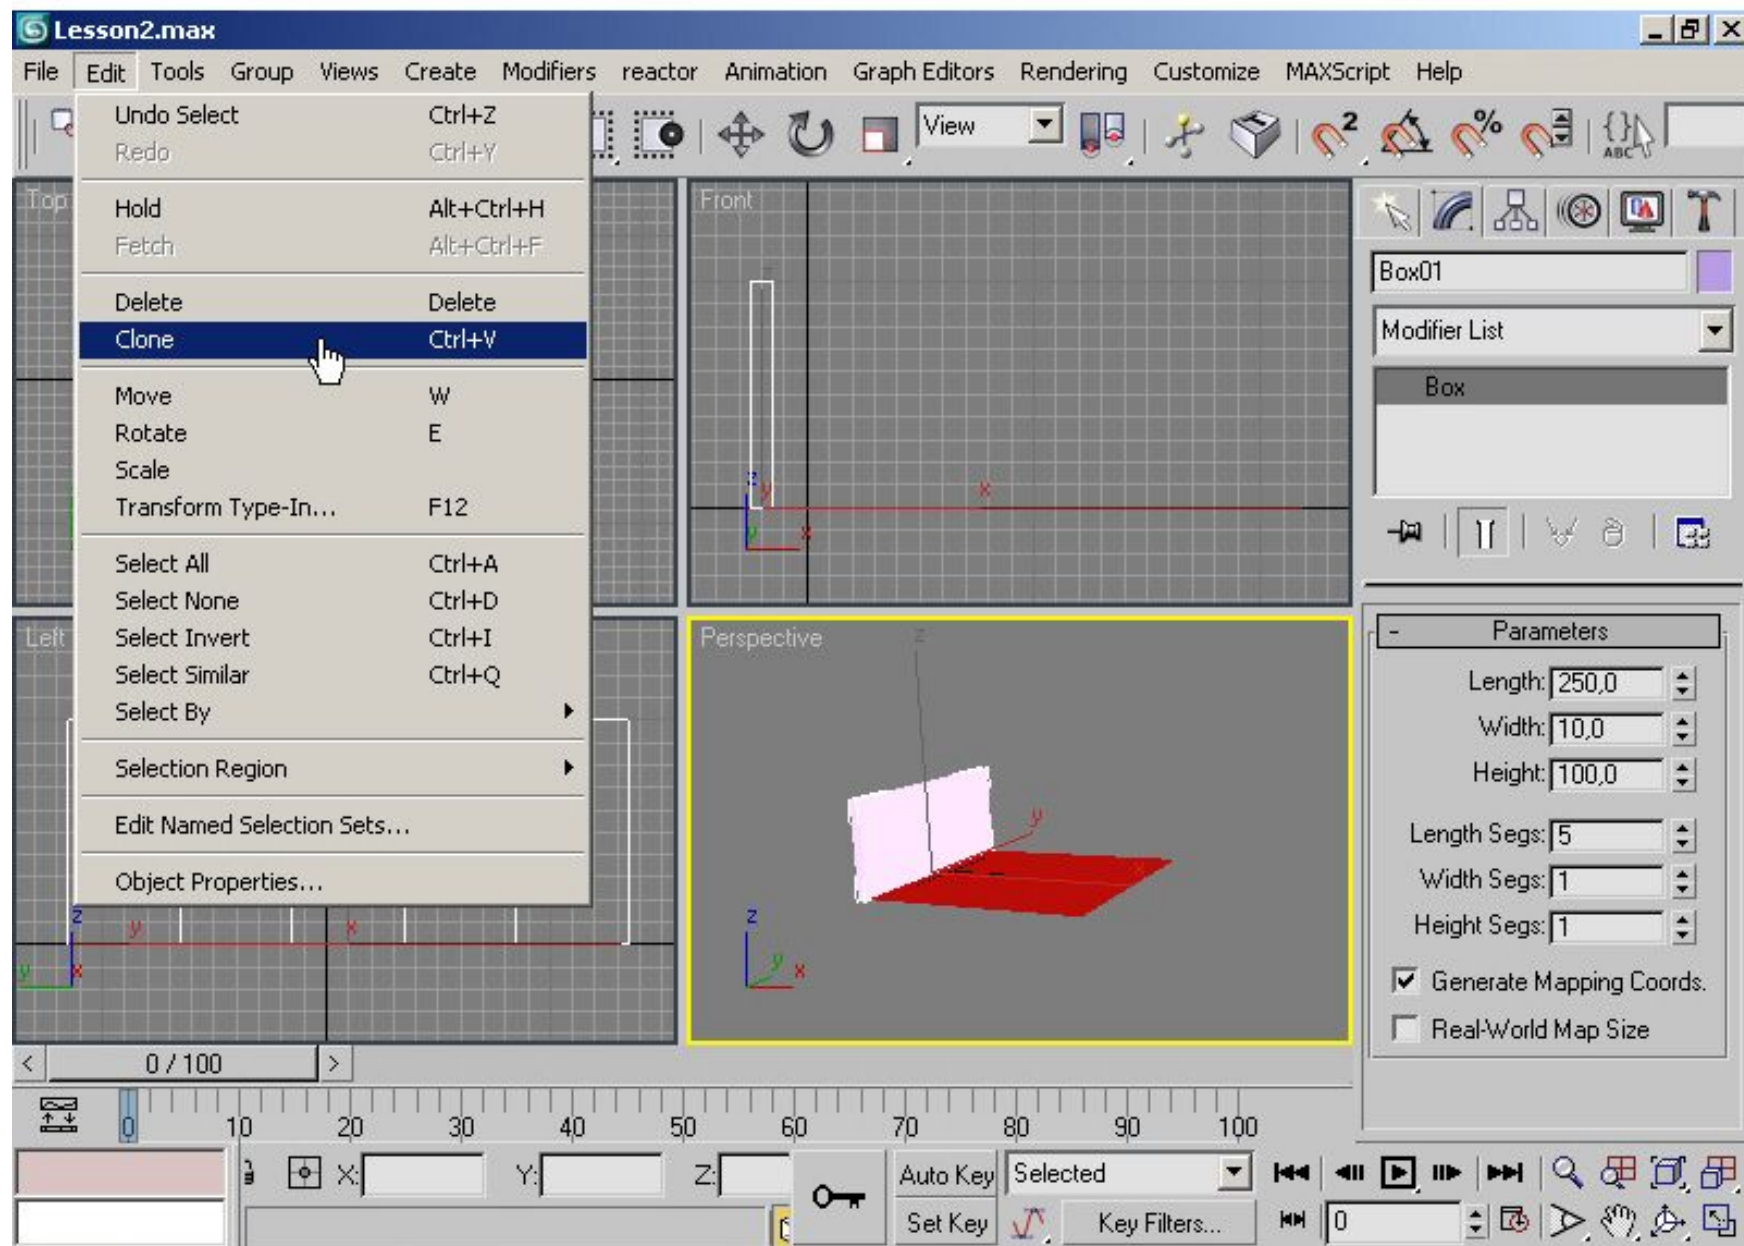 Lesson2.max
File Edit Tools Group Views Create Modifiers reactor Animation Graph Editors Rendering Customize MAXScript Help
Undo Select Ctrl+Z
Redo Ctrl+Y
Hold Alt+Ctrl+H
Fetch Alt+Ctrl+F
Delete Delete
Clone Ctrl+V
Move W
Rotate E
Scale
Transform Type-In... F12
Select All Ctrl+A
Select None Ctrl+D
Select Invert Ctrl+I
Select Similar Ctrl+Q
Select By
Selection Region
Edit Named Selection Sets...
Object Properties...
View
2
%
{}
ABC
Top
Front
z
z
y
x
y
x
Left
z
y
x
y
x
Perspective
z
y
z
y
x
Box01
Modifier List
Box
- Parameters
Length: 250,0
Width: 10,0
Height: 100,0
Length Segs: 5
Width Segs: 1
Height Segs: 1
Generate Mapping Coords.
Real-World Map Size
< 0 / 100 >
0 10 20 30 40 50 60 70 80 90 100
X: Y: Z:
Auto Key Selected
Set Key Key Filters...
0